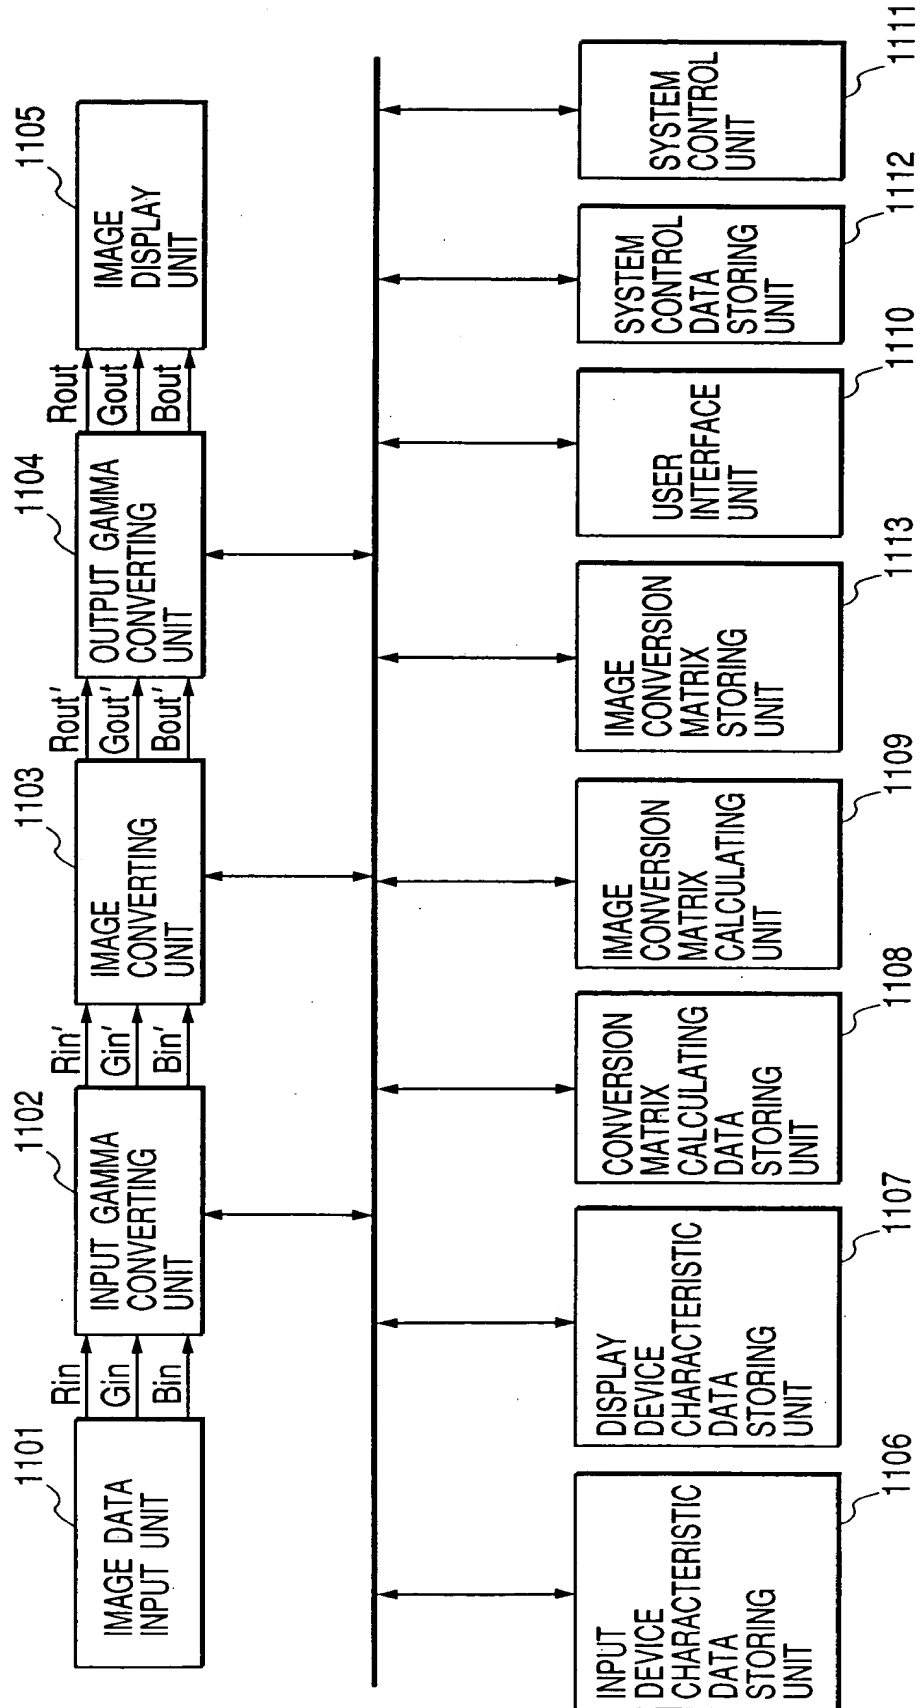 1101
IMAGE DATA
INPUT UNIT
Rin
Gin
Bin
1102
INPUT GAMMA
CONVERTING
UNIT
Rin'
Gin'
Bin'
1103
IMAGE
CONVERTING
UNIT
Rout'
Gout'
Bout'
1104
OUTPUT GAMMA
CONVERTING
UNIT
Rout
Gout
Bout
1105
IMAGE
DISPLAY
UNIT
INPUT
DEVICE
CHARACTERISTIC
DATA
STORING
UNIT
1106
DISPLAY
DEVICE
CHARACTERISTIC
DATA
STORING
UNIT
1107
CONVERSION
MATRIX
CALCULATING
DATA
STORING
UNIT
1108
IMAGE
CONVERSION
MATRIX
CALCULATING
UNIT
1109
IMAGE
CONVERSION
MATRIX
STORING
UNIT
1113
USER
INTERFACE
UNIT
1110
SYSTEM
CONTROL
DATA
STORING
UNIT
1112
SYSTEM
CONTROL
UNIT
1111